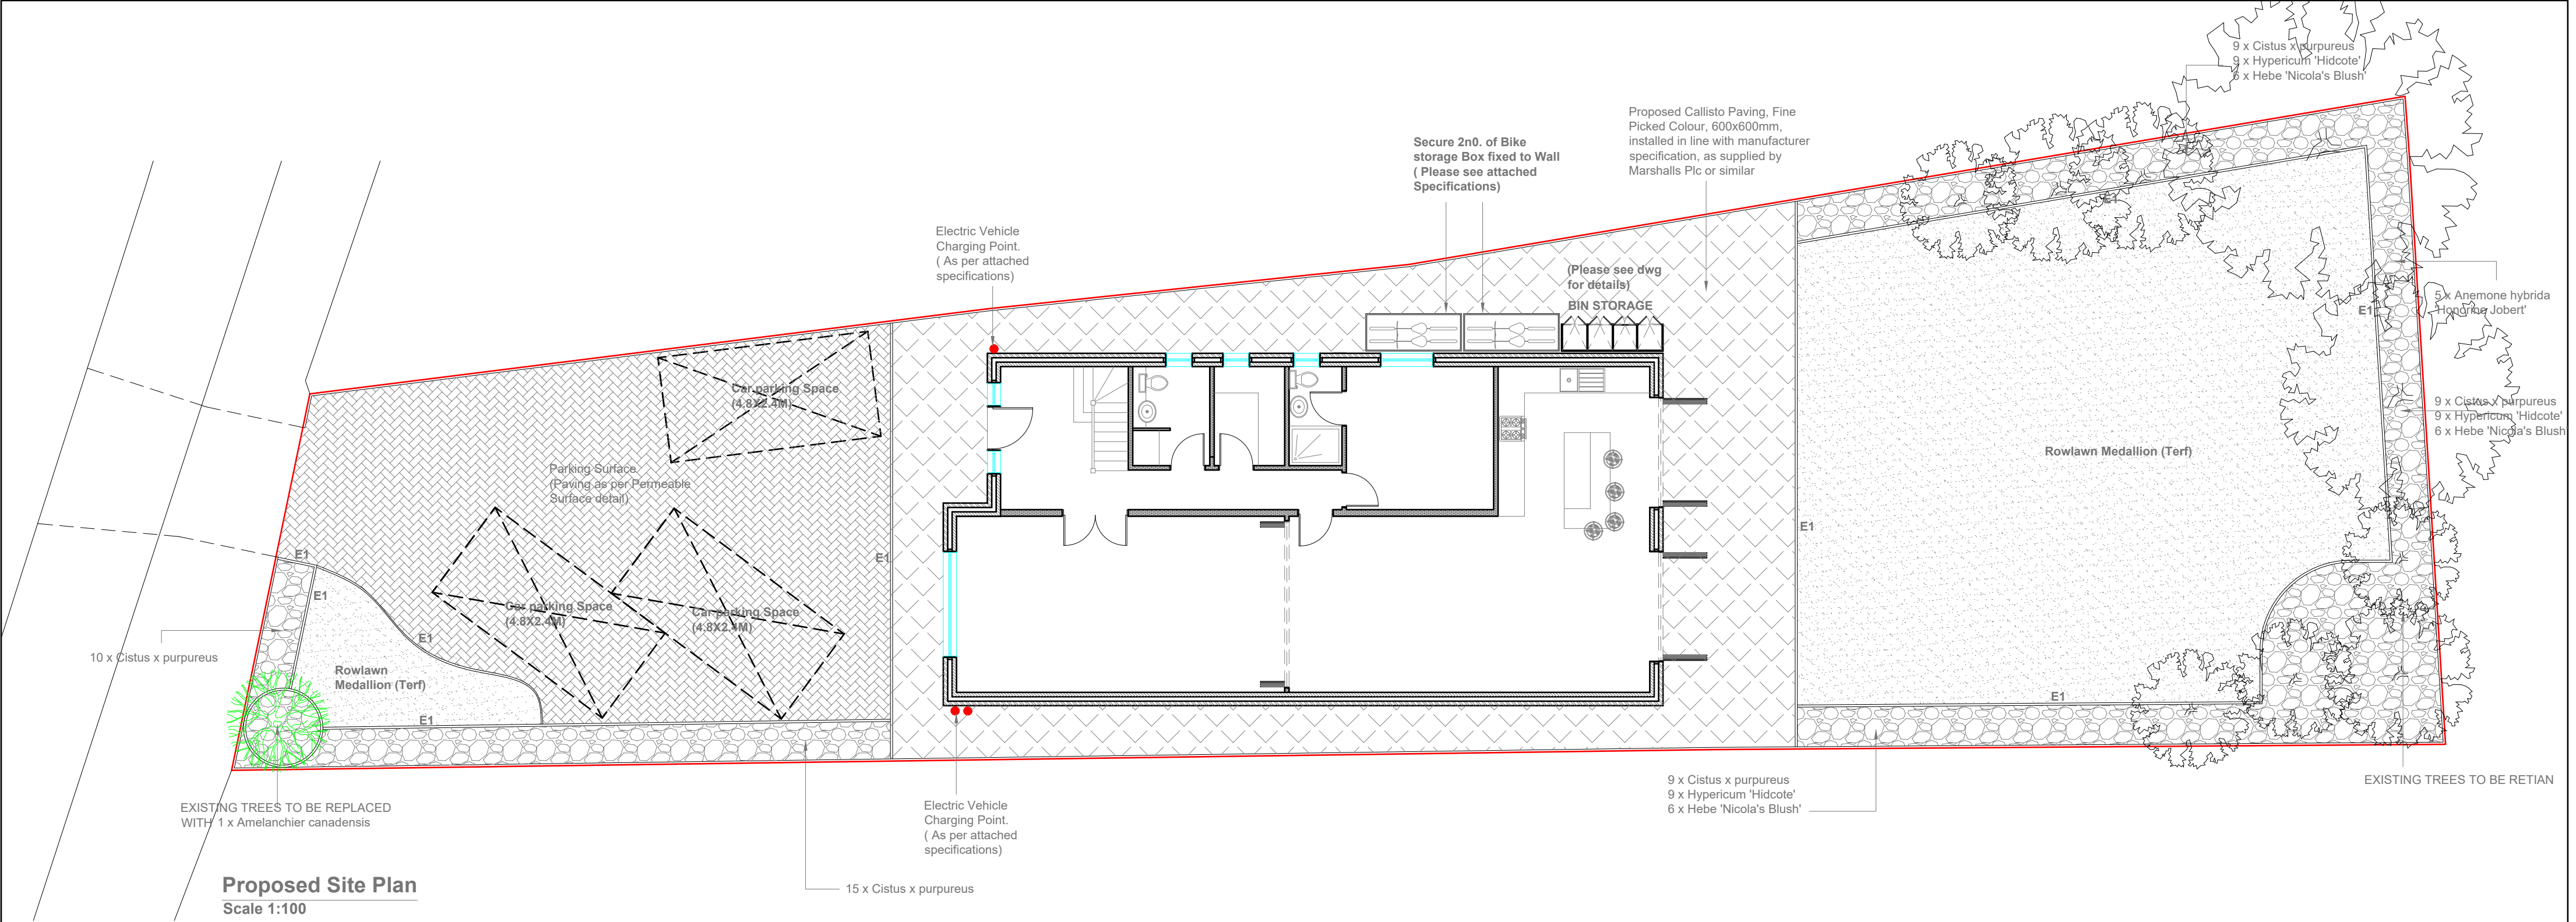 9 x Cistus x purpureus
9 x Hypericum 'Hidcote'
6 x Hebe 'Nicola's Blush'
Proposed Callisto Paving, Fine
Picked Colour, 600x600mm,
installed in line with manufacturer
specification, as supplied by
Marshalls Plc or similar
Secure 2n0. of Bike
storage Box fixed to Wall
( Please see attached
Specifications)
Electric Vehicle
Charging Point.
( As per attached
specifications)
(Please see dwg
for details)
BIN STORAGE
E1
5 x Anemone hybrida
'Honorine Jobert'
E1
Car parking Space
(4.8X2.4M)
9 x Cistus x purpureus
9 x Hypericum 'Hidcote'
6 x Hebe 'Nicola's Blush'
Rowlawn Medallion (Terf)
Parking Surface.
(Paving as per Permeable
Surface detail)
E1
E1
E1
E1
Car parking Space
(4.8X2.4M)
Car parking Space
(4.8X2.4M)
E1
10 x Cistus x purpureus
Rowlawn
Medallion (Terf)
E1
E1
9 x Cistus x purpureus
9 x Hypericum 'Hidcote'
6 x Hebe 'Nicola's Blush'
EXISTING TREES TO BE RETIAN
EXISTING TREES TO BE REPLACED
WITH 1 x Amelanchier canadensis
Electric Vehicle
Charging Point.
( As per attached
specifications)
15 x Cistus x purpureus
Proposed Site Plan
Scale 1:100